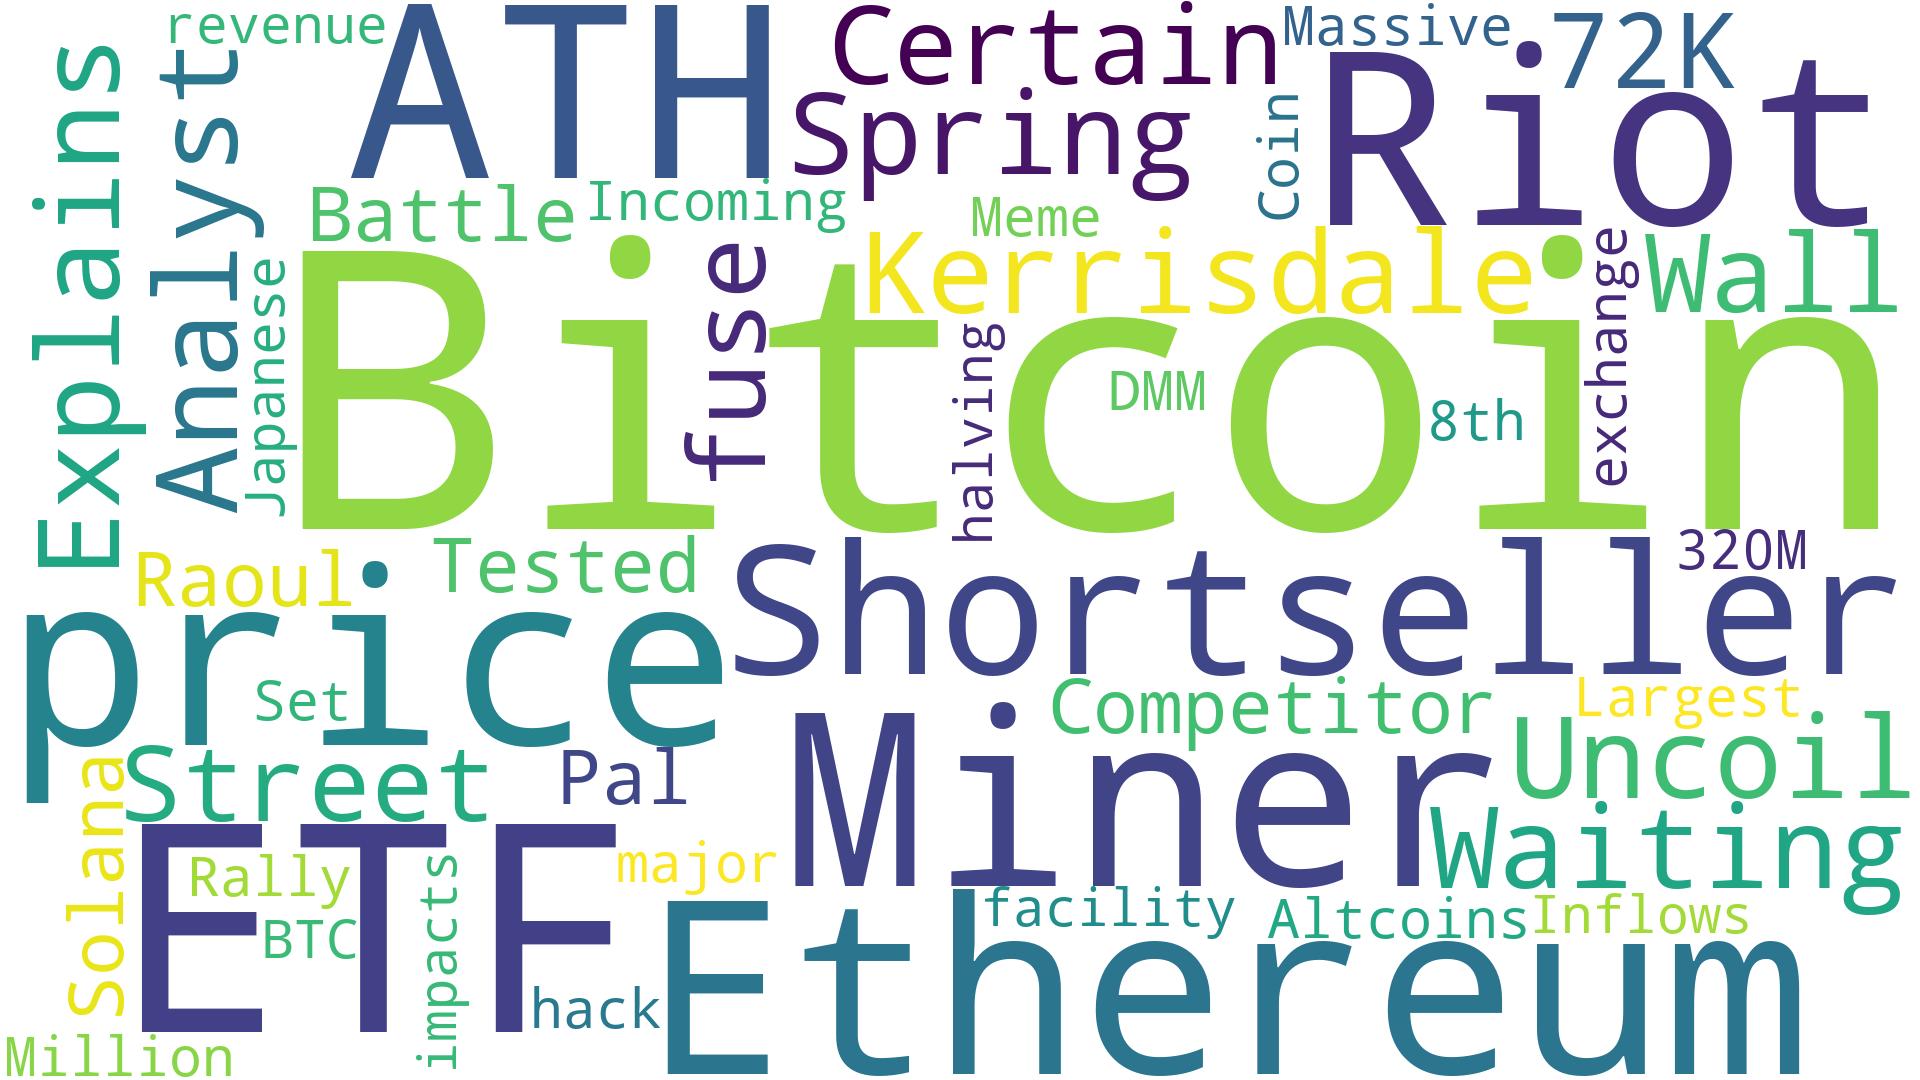 revenue
ATH
Certain
Massive
72K
Explains
Analyst
Spring
Coin
Riot
Battle
Incoming
Meme
Japanese
fuse
Kerrisdale
exchange
Wall
Bitcoin
halving
DMM
8th
Raoul
Tested
Shortseller
320M
price
Set
Competitor
Largest
Solana
Street
Pal
Miner
Uncoil
ETF
Rally
major
Waiting
BTC
impacts
facility
Altcoins
Inflows
hack
Ethereum
Million